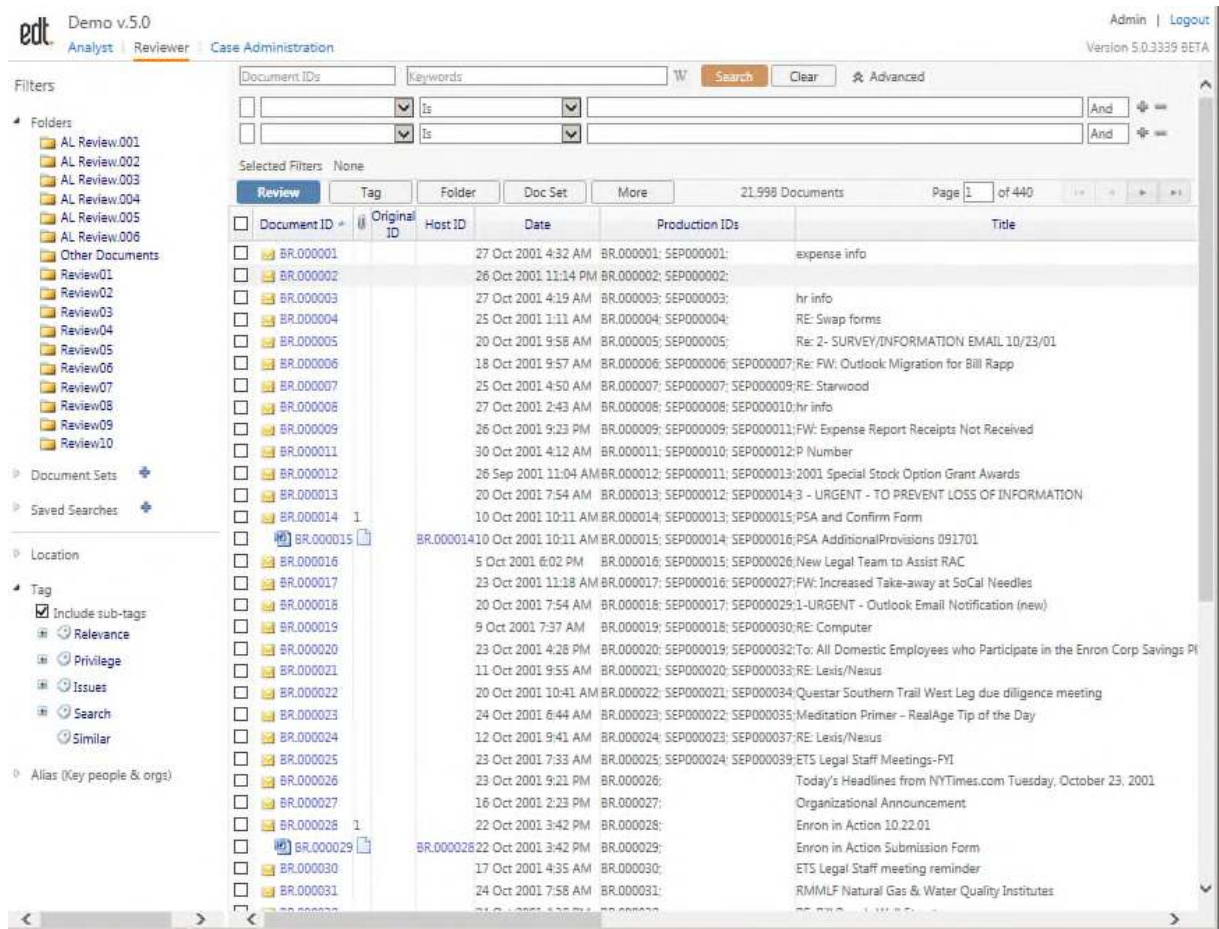 edt. Demo v.5.0
Admin | Logout
Analyst Reviewer Case Administration
Version 5.0.3339 BETA
Filters
Folders
AL Review.001
AL Review.002
AL Review.003
AL Review.004
AL Review.005
AL Review.006
Other Documents
Review01
Review02
Review03
Review04
Review05
Review06
Review07
Review08
Review09
Review10
Document Sets
Saved Searches
Location
Tag
Include sub-tags
Relevance
Privilege
Issues
Search
Similar
Alias (Key people & orgs)
Document IDs Keywords W Search Clear Advanced
Is And
Is And
Selected Filters None
Review Tag Folder Doc Set More 21,998 Documents Page 1 of 440
Document ID Original ID Host ID Date Production IDs Title
BR.000001 27 Oct 2001 4:32 AM BR.000001; SEP000001; expense info
BR.000002 26 Oct 2001 11:14 PM BR.000002; SEP000002;
BR.000003 27 Oct 2001 4:19 AM BR.000003; SEP000003; hr info
BR.000004 25 Oct 2001 1:11 AM BR.000004; SEP000004; RE: Swap forms
BR.000005 20 Oct 2001 9:58 AM BR.000005; SEP000005; Re: 2- SURVEY/INFORMATION EMAIL 10/23/01
BR.000006 18 Oct 2001 9:57 AM BR.000006; SEP000006; SEP000007; Re: FW: Outlook Migration for Bill Rapp
BR.000007 25 Oct 2001 4:50 AM BR.000007; SEP000007; SEP000009; RE: Starwood
BR.000008 27 Oct 2001 2:43 AM BR.000008; SEP000008; SEP000010; hr info
BR.000009 26 Oct 2001 9:23 PM BR.000009; SEP000009; SEP000011; FW: Expense Report Receipts Not Received
BR.000011 30 Oct 2001 4:12 AM BR.000011; SEP000010; SEP000012; P Number
BR.000012 26 Sep 2001 11:04 AM BR.000012; SEP000011; SEP000013; 2001 Special Stock Option Grant Awards
BR.000013 20 Oct 2001 7:54 AM BR.000013; SEP000012; SEP000014; 3 - URGENT - TO PREVENT LOSS OF INFORMATION
BR.000014 1 10 Oct 2001 10:11 AM BR.000014; SEP000013; SEP000015; PSA and Confirm Form
BR.000015 BR.000014 10 Oct 2001 10:11 AM BR.000015; SEP000014; SEP000016; PSA AdditionalProvisions 091701
BR.000016 5 Oct 2001 6:02 PM BR.000016; SEP000015; SEP000026; New Legal Team to Assist RAC
BR.000017 23 Oct 2001 11:18 AM BR.000017; SEP000016; SEP000027; FW: Increased Take-away at SoCal Needles
BR.000018 20 Oct 2001 7:54 AM BR.000018; SEP000017; SEP000029; 1-URGENT - Outlook Email Notification (new)
BR.000019 9 Oct 2001 7:37 AM BR.000019; SEP000018; SEP000030; RE: Computer
BR.000020 23 Oct 2001 4:28 PM BR.000020; SEP000019; SEP000032; To: All Domestic Employees who Participate in the Enron Corp Savings Pl
BR.000021 11 Oct 2001 9:55 AM BR.000021; SEP000020; SEP000033; RE: Lexis/Nexus
BR.000022 20 Oct 2001 10:41 AM BR.000022; SEP000021; SEP000034; Questar Southern Trail West Leg due diligence meeting
BR.000023 24 Oct 2001 6:44 AM BR.000023; SEP000022; SEP000035; Meditation Primer - RealAge Tip of the Day
BR.000024 12 Oct 2001 9:41 AM BR.000024; SEP000023; SEP000037; RE: Lexis/Nexus
BR.000025 23 Oct 2001 7:33 AM BR.000025; SEP000024; SEP000039; ETS Legal Staff Meetings-FYI
BR.000026 23 Oct 2001 9:21 PM BR.000026; Today's Headlines from NYTimes.com Tuesday, October 23, 2001
BR.000027 16 Oct 2001 2:23 PM BR.000027; Organizational Announcement
BR.000028 1 22 Oct 2001 3:42 PM BR.000028; Enron in Action 10.22.01
BR.000029 BR.000028 22 Oct 2001 3:42 PM BR.000029; Enron in Action Submission Form
BR.000030 17 Oct 2001 4:35 AM BR.000030; ETS Legal Staff meeting reminder
BR.000031 24 Oct 2001 7:58 AM BR.000031; RMMLF Natural Gas & Water Quality Institutes